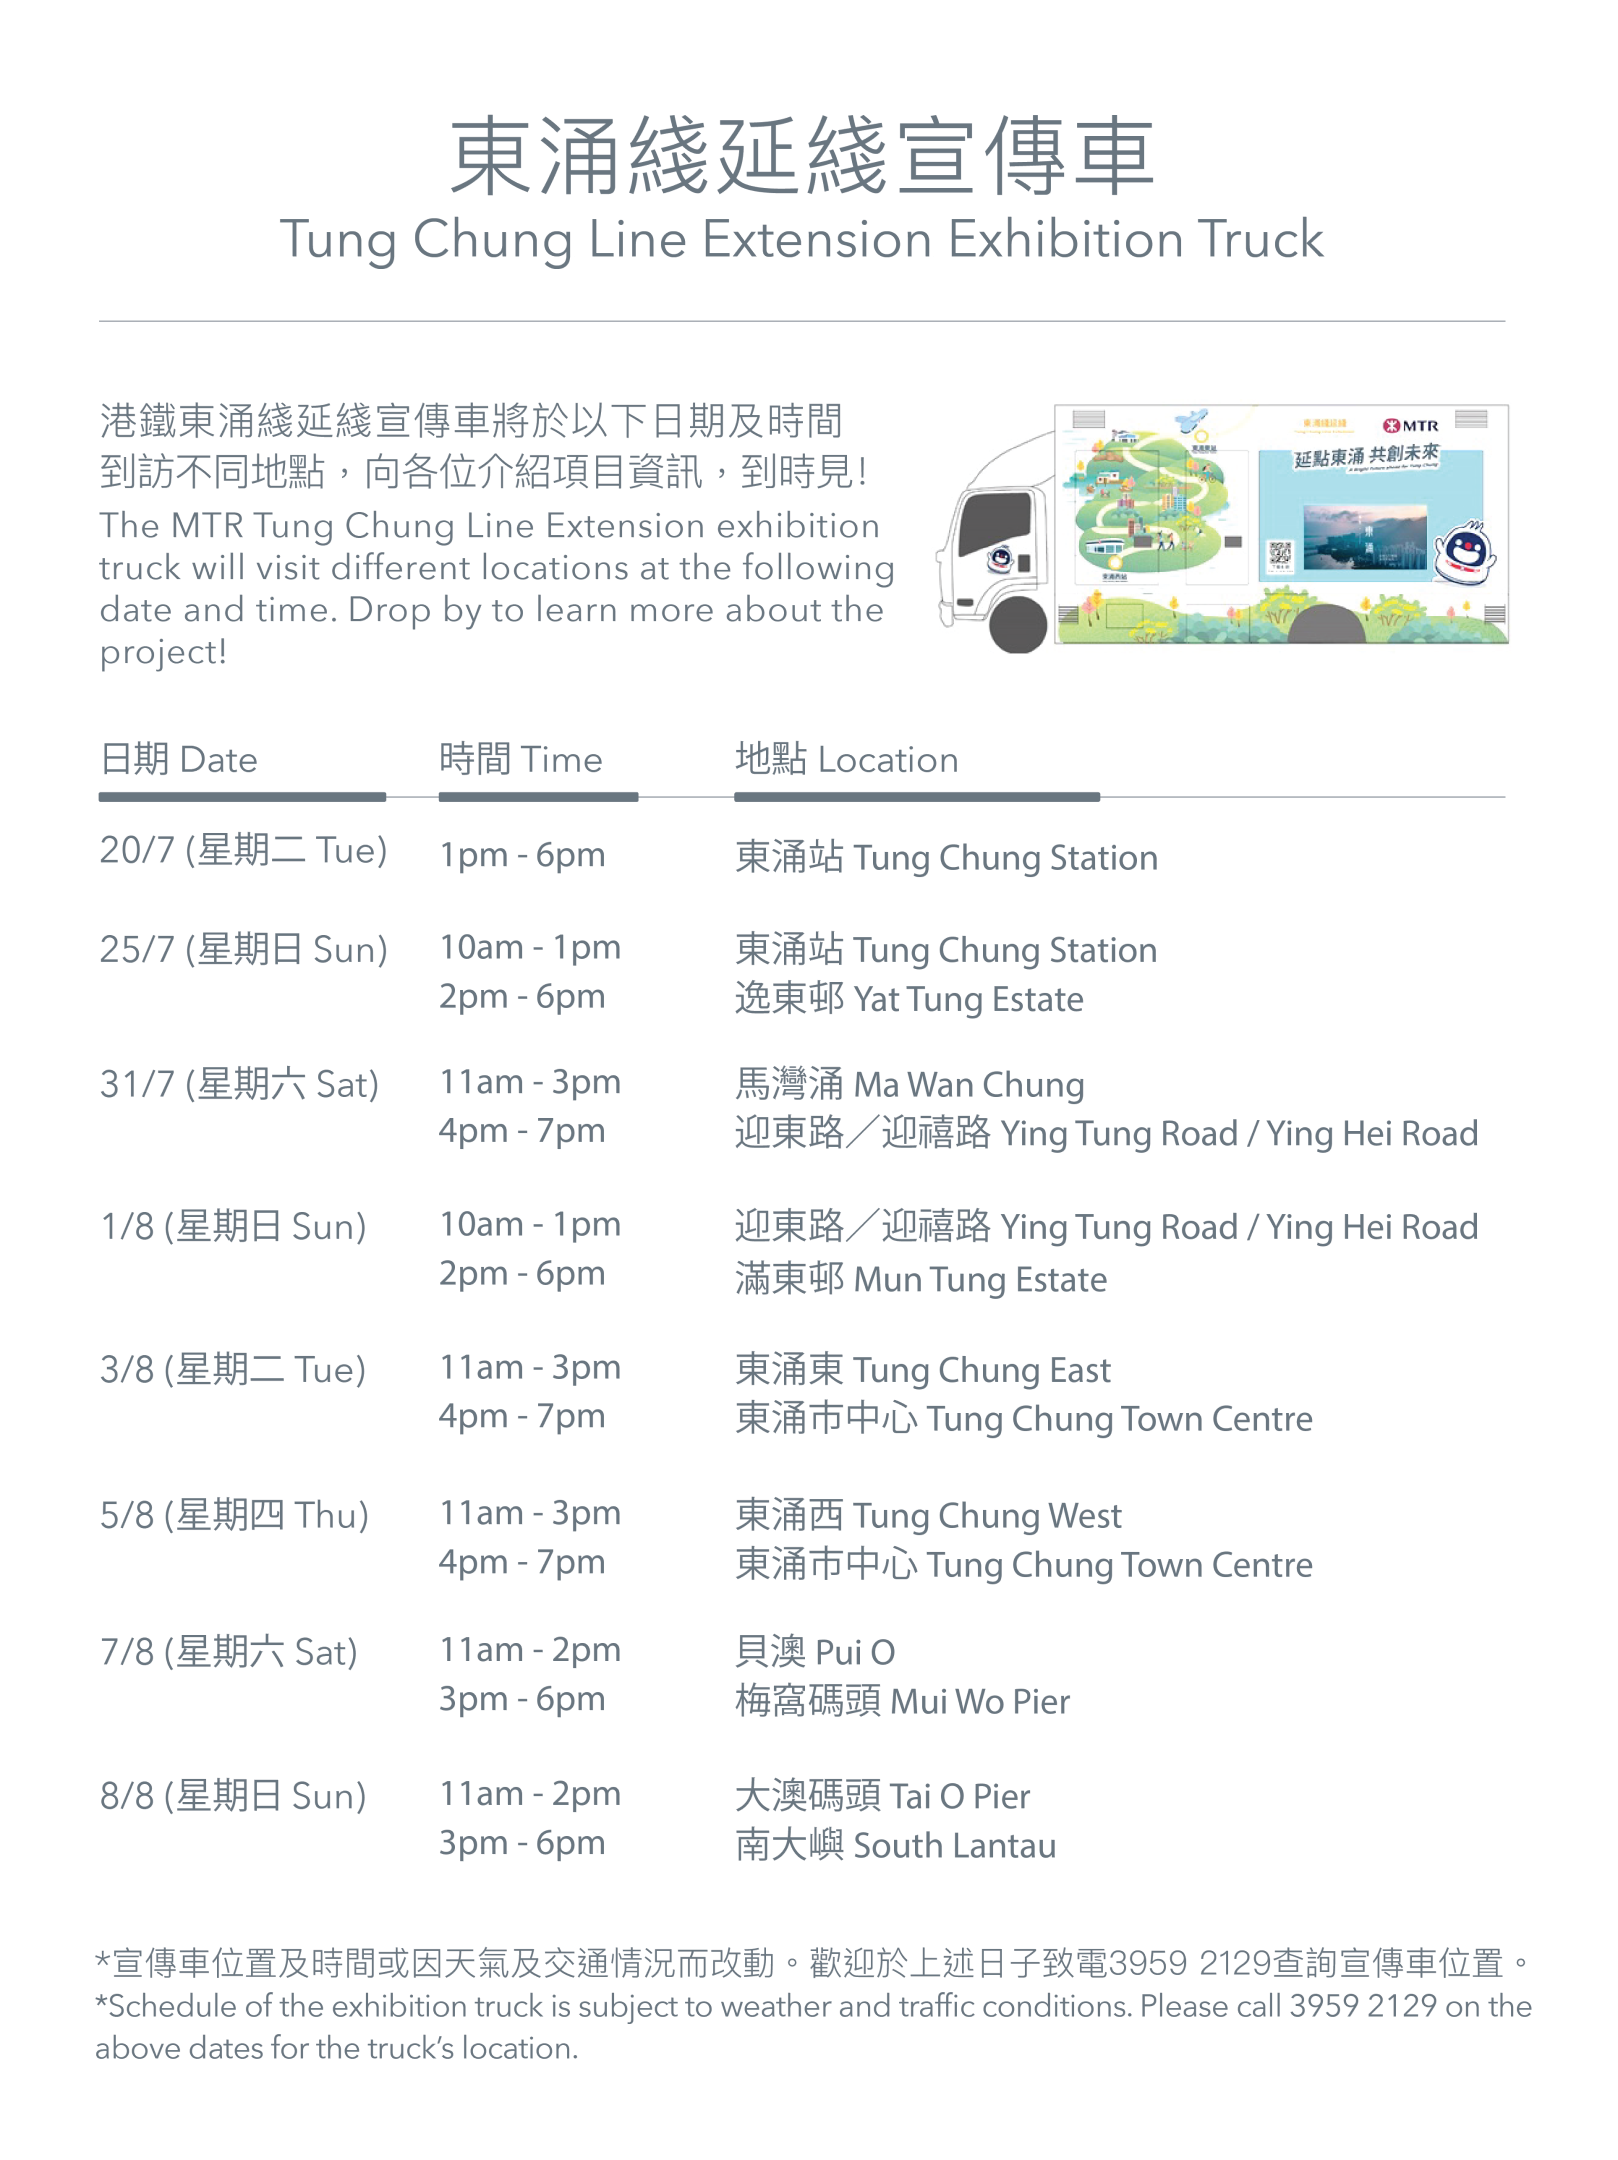 東涌綫延綫宣傳車
Tung Chung Line Extension Exhibition Truck
港鐵東涌綫延綫宣傳車將於以下日期及時間
到訪不同地點，向各位介紹項目資訊，到時見!
The MTR Tung Chung Line Extension exhibition
truck will visit different locations at the following
date and time. Drop by to learn more about the
project!
東涌綫延綫
MTR
延點東涌 共創未來
東涌東站
東涌
東涌西站
日期 Date 時間 Time 地點 Location
20/7 (星期二 Tue) 1pm - 6pm 東涌站 Tung Chung Station
25/7 (星期日 Sun) 10am - 1pm 東涌站 Tung Chung Station
2pm - 6pm 逸東邨 Yat Tung Estate
31/7 (星期六 Sat) 11am - 3pm 馬灣涌 Ma Wan Chung
4pm - 7pm 迎東路／迎禧路 Ying Tung Road / Ying Hei Road
1/8 (星期日 Sun) 10am - 1pm 迎東路／迎禧路 Ying Tung Road / Ying Hei Road
2pm - 6pm 滿東邨 Mun Tung Estate
3/8 (星期二 Tue) 11am - 3pm 東涌東 Tung Chung East
4pm - 7pm 東涌市中心 Tung Chung Town Centre
5/8 (星期四 Thu) 11am - 3pm 東涌西 Tung Chung West
4pm - 7pm 東涌市中心 Tung Chung Town Centre
7/8 (星期六 Sat) 11am - 2pm 貝澳 Pui O
3pm - 6pm 梅窩碼頭 Mui Wo Pier
8/8 (星期日 Sun) 11am - 2pm 大澳碼頭 Tai O Pier
3pm - 6pm 南大嶼 South Lantau
*宣傳車位置及時間或因天氣及交通情況而改動。歡迎於上述日子致電3959 2129查詢宣傳車位置。
*Schedule of the exhibition truck is subject to weather and traffic conditions. Please call 3959 2129 on the
above dates for the truck’s location.